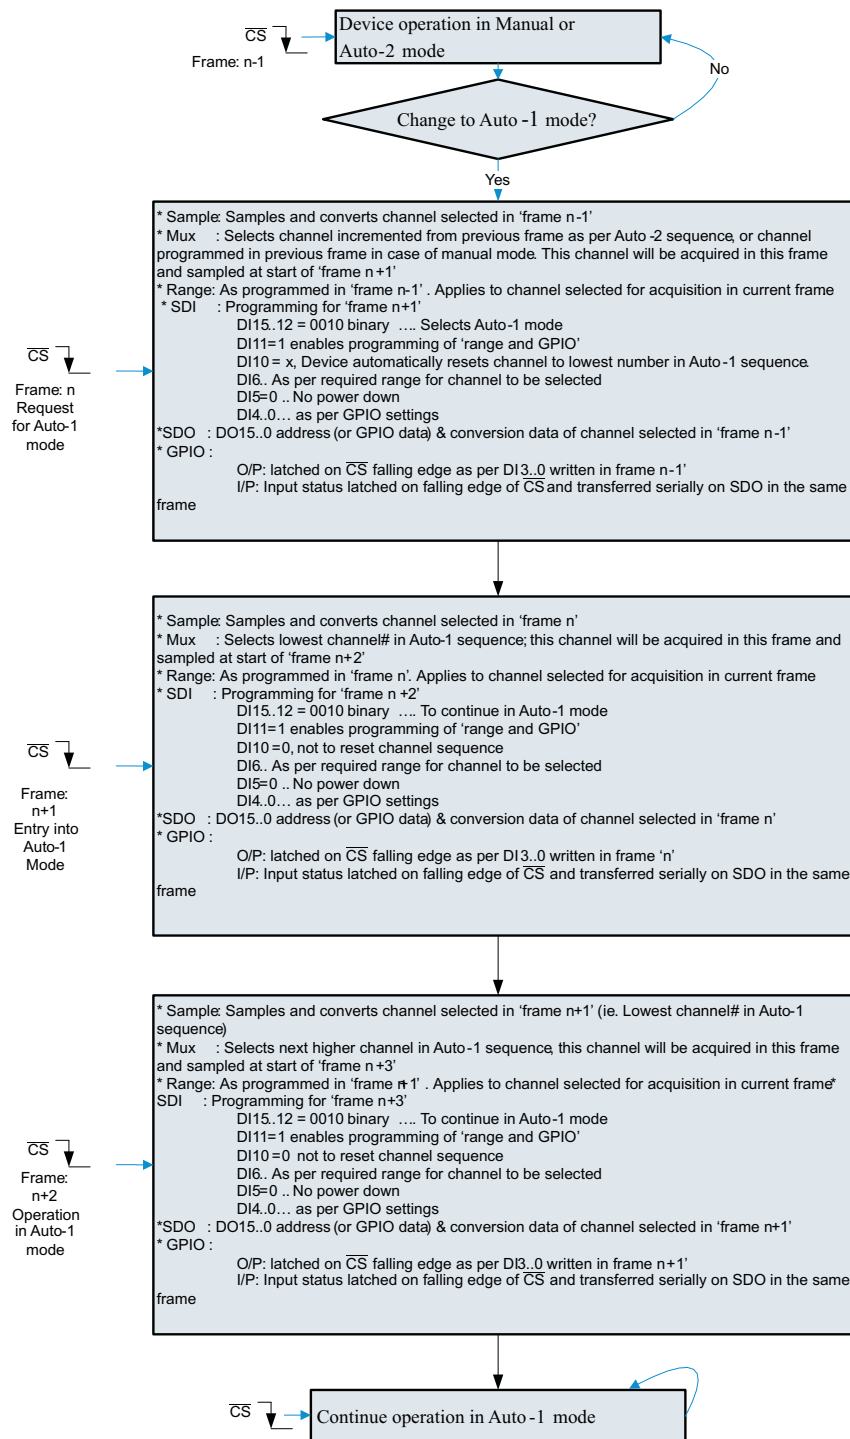 Device operation in Manual or
Auto-2 mode
CS
Frame: n-1
No
Change to Auto -1 mode?
Yes
* Sample: Samples and converts channel selected in ‘frame n-1’
* Mux : Selects channel incremented from previous frame as per Auto -2 sequence, or channel
programmed in previous frame in case of manual mode. This channel will be acquired in this frame
and sampled at start of ‘frame n+1’
* Range: As programmed in ‘frame n-1’ . Applies to channel selected for acquisition in current frame
* SDI : Programming for ‘frame n+1’
DI15..12 = 0010 binary …. Selects Auto-1 mode
DI11=1 enables programming of ‘range and GPIO’
DI10 = x, Device automatically resets channel to lowest number in Auto-1 sequence.
DI6.. As per required range for channel to be selected
DI5=0 .. No power down
DI4..0… as per GPIO settings
*SDO : DO15..0 address (or GPIO data) & conversion data of channel selected in ‘frame n-1’
* GPIO :
O/P: latched on CS falling edge as per DI3..0 written in frame n-1’
I/P: Input status latched on falling edge of CS and transferred serially on SDO in the same
frame
CS
Frame: n
Request
for Auto-1
mode
* Sample: Samples and converts channel selected in ‘frame n’
* Mux : Selects lowest channel# in Auto-1 sequence; this channel will be acquired in this frame and
sampled at start of ‘frame n+2’
* Range: As programmed in ‘frame n’. Applies to channel selected for acquisition in current frame
* SDI : Programming for ‘frame n +2’
DI15..12 = 0010 binary …. To continue in Auto-1 mode
DI11=1 enables programming of ‘range and GPIO’
DI10 =0, not to reset channel sequence
DI6.. As per required range for channel to be selected
DI5=0 .. No power down
DI4..0… as per GPIO settings
*SDO : DO15..0 address (or GPIO data) & conversion data of channel selected in ‘frame n’
* GPIO :
O/P: latched on CS falling edge as per DI3..0 written in frame ‘n’
I/P: Input status latched on falling edge of CS and transferred serially on SDO in the same
frame
CS
Frame:
n+1
Entry into
Auto-1
Mode
* Sample: Samples and converts channel selected in ‘frame n+1’ (ie. Lowest channel# in Auto-1
sequence)
* Mux : Selects next higher channel in Auto-1 sequence, this channel will be acquired in this frame
and sampled at start of ‘frame n+3’
* Range: As programmed in ‘frame n+1’ . Applies to channel selected for acquisition in current frame*
SDI : Programming for ‘frame n+3’
DI15..12 = 0010 binary …. To continue in Auto-1 mode
DI11=1 enables programming of ‘range and GPIO’
DI10 =0 not to reset channel sequence
DI6.. As per required range for channel to be selected
DI5=0 .. No power down
DI4..0… as per GPIO settings
*SDO : DO15..0 address (or GPIO data) & conversion data of channel selected in ‘frame n+1’
* GPIO :
O/P: latched on CS falling edge as per DI3..0 written in frame n+1’
I/P: Input status latched on falling edge of CS and transferred serially on SDO in the same
frame
CS
Frame:
n+2
Operation
in Auto-1
mode
CS
Continue operation in Auto -1 mode